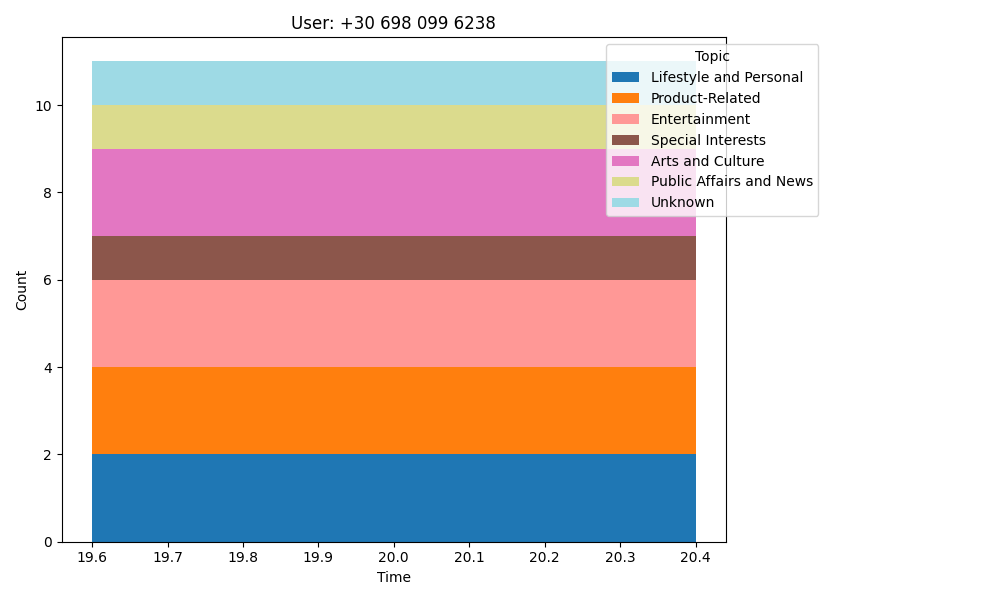 User: +30 698 099 6238
Topic
Lifestyle and Personal
Product-Related
Entertainment
Special Interests
Arts and Culture
Public Affairs and News
Unknown
Count
10
8
6
4
2
0
19.6 19.7 19.8 19.9 20.0 20.1 20.2 20.3 20.4
Time